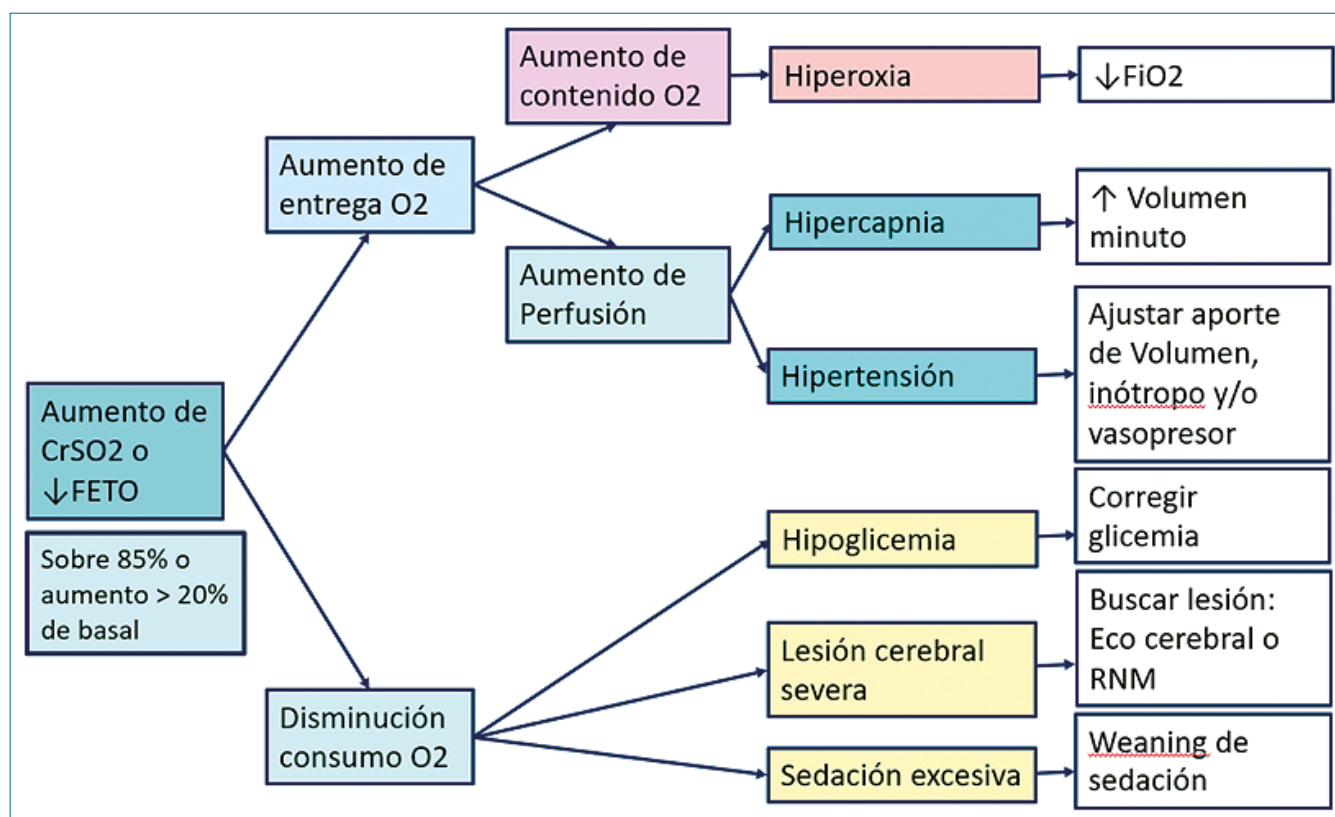 Aumento de
contenido O2
Hiperoxia
↓FiO2
Aumento de
entrega O2
Aumento de
Perfusión
Hipercapnia
↑ Volumen
minuto
Hipertensión
Ajustar aporte
de Volumen,
inótropo y/o
vasopresor
Aumento de
CrSO2 o
↓FETO
Sobre 85% o
aumento > 20%
de basal
Disminución
consumo O2
Hipoglicemia
Corregir
glicemia
Lesión cerebral
severa
Buscar lesión:
Eco cerebral o
RNM
Sedación excesiva
Weaning de
sedación